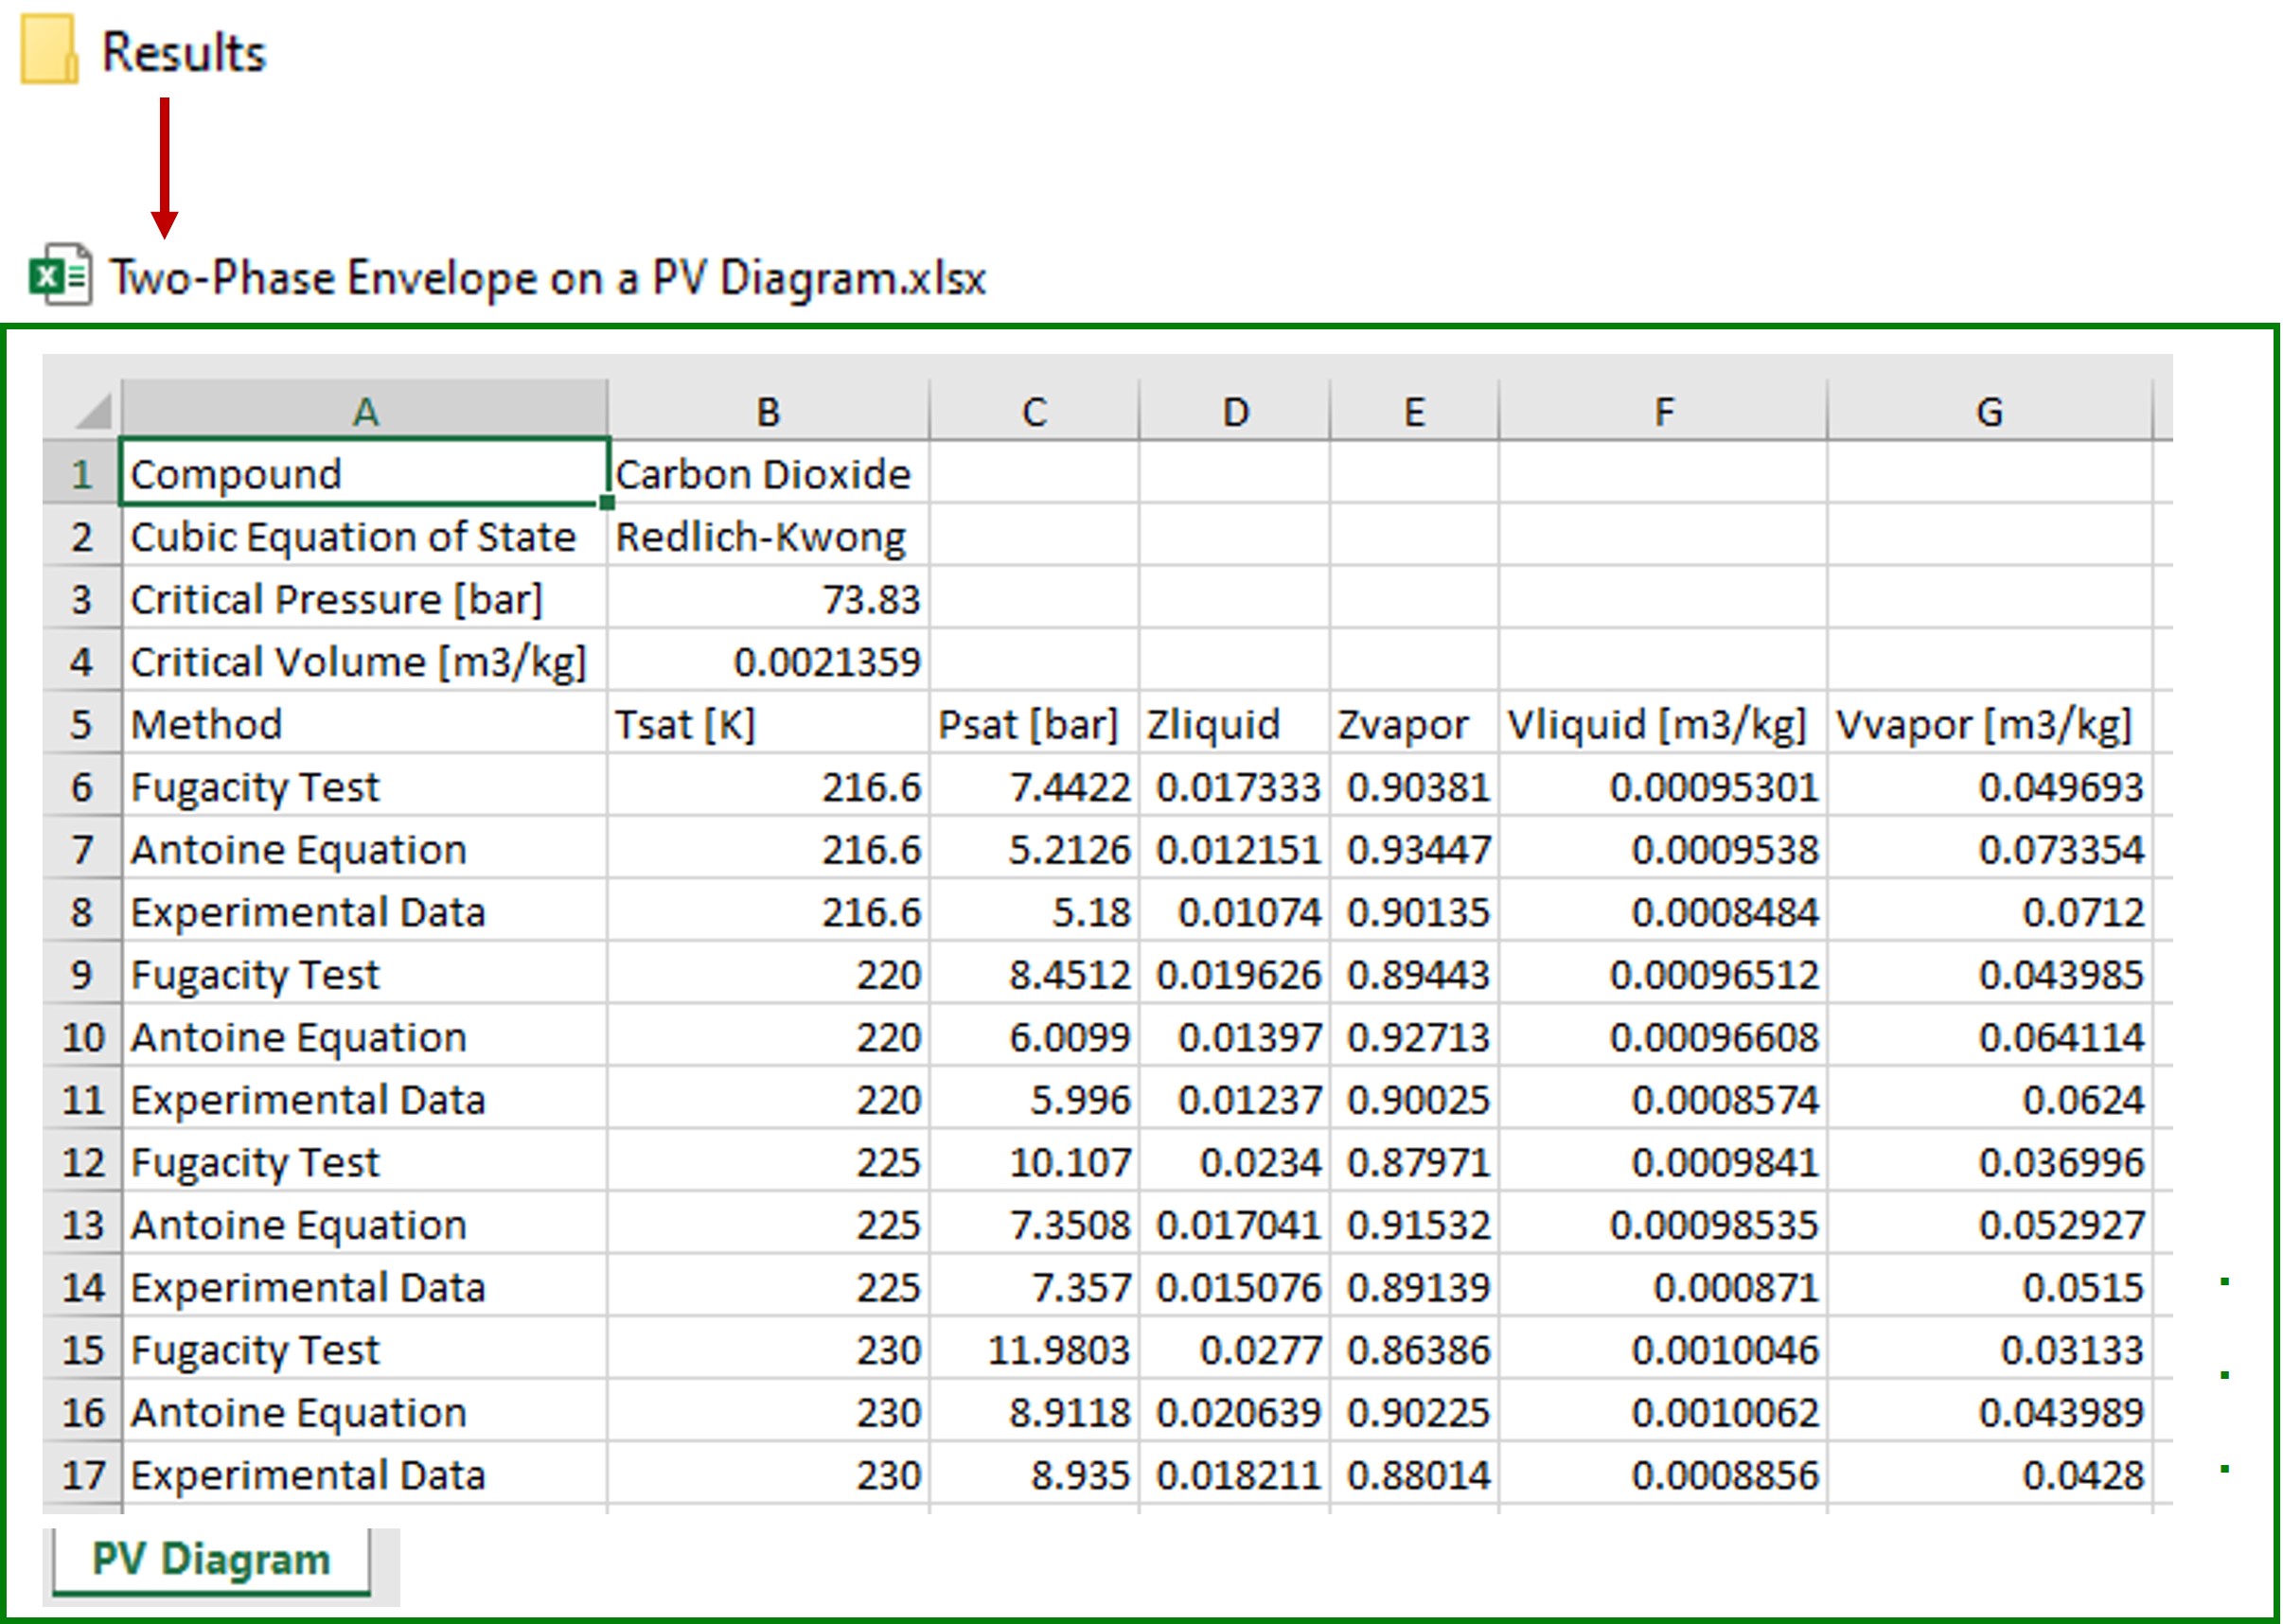 Results
Two-Phase Envelope on a PV Diagram.xlsx
A B C D E F G
1 Compound Carbon Dioxide
2 Cubic Equation of State Redlich-Kwong
3 Critical Pressure [bar] 73.83
4 Critical Volume [m3/kg] 0.0021359
5 Method Tsat [K] Psat [bar] Zliquid Zvapor Vliquid [m3/kg] Vvapor [m3/kg]
6 Fugacity Test 216.6 7.4422 0.017333 0.90381 0.00095301 0.049693
7 Antoine Equation 216.6 5.2126 0.012151 0.93447 0.0009538 0.073354
8 Experimental Data 216.6 5.18 0.01074 0.90135 0.0008484 0.0712
9 Fugacity Test 220 8.4512 0.019626 0.89443 0.00096512 0.043985
10 Antoine Equation 220 6.0099 0.01397 0.92713 0.00096608 0.064114
11 Experimental Data 220 5.996 0.01237 0.90025 0.0008574 0.0624
12 Fugacity Test 225 10.107 0.0234 0.87971 0.0009841 0.036996
13 Antoine Equation 225 7.3508 0.017041 0.91532 0.00098535 0.052927
14 Experimental Data 225 7.357 0.015076 0.89139 0.000871 0.0515
15 Fugacity Test 230 11.9803 0.0277 0.86386 0.0010046 0.03133
16 Antoine Equation 230 8.9118 0.020639 0.90225 0.0010062 0.043989
17 Experimental Data 230 8.935 0.018211 0.88014 0.0008856 0.0428
PV Diagram